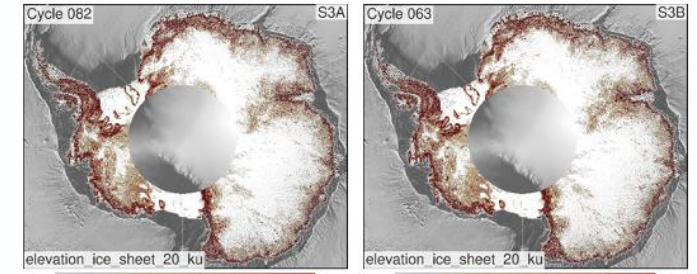 Cycle 082 S3A
elevation_ice_sheet_20_ku
Cycle 063 S3B
elevation_ice_sheet_20_ku